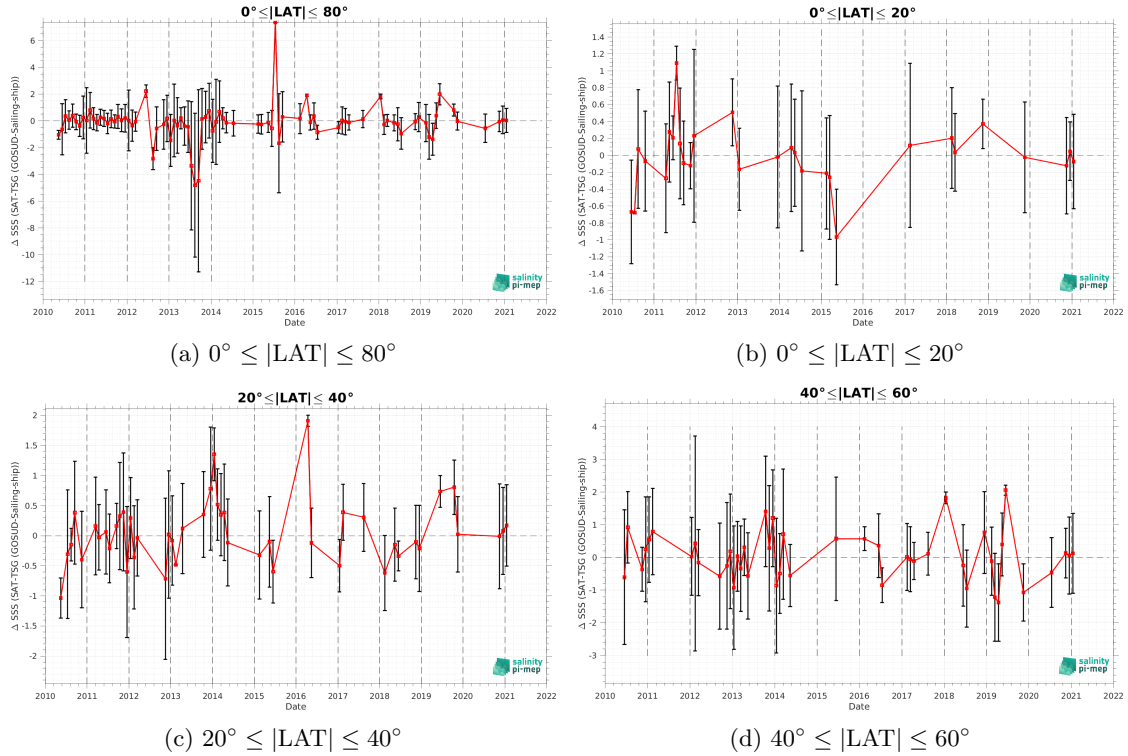 0°≤|LAT|≤ 80°
Δ SSS (SAT-TSG (GOSUD-Sailing-ship))
6
4
2
0
-2
-4
-6
-8
-10
-12
2010 2011 2012 2013 2014 2015 2016 2017 2018 2019 2020 2021 2022
Date
salinity
pi-mep
(a) 0° ≤ |LAT| ≤ 80°
0°≤|LAT|≤ 20°
Δ SSS (SAT-TSG (GOSUD-Sailing-ship))
1.4
1.2
1
0.8
0.6
0.4
0.2
0
-0.2
-0.4
-0.6
-0.8
-1
-1.2
-1.4
-1.6
2010 2011 2012 2013 2014 2015 2016 2017 2018 2019 2020 2021 2022
Date
salinity
pi-mep
(b) 0° ≤ |LAT| ≤ 20°
20°≤|LAT|≤ 40°
Δ SSS (SAT-TSG (GOSUD-Sailing-ship))
2
1.5
1
0.5
0
-0.5
-1
-1.5
-2
2010 2011 2012 2013 2014 2015 2016 2017 2018 2019 2020 2021 2022
Date
salinity
pi-mep
(c) 20° ≤ |LAT| ≤ 40°
40°≤|LAT|≤ 60°
Δ SSS (SAT-TSG (GOSUD-Sailing-ship))
4
3
2
1
0
-1
-2
-3
2010 2011 2012 2013 2014 2015 2016 2017 2018 2019 2020 2021 2022
Date
salinity
pi-mep
(d) 40° ≤ |LAT| ≤ 60°